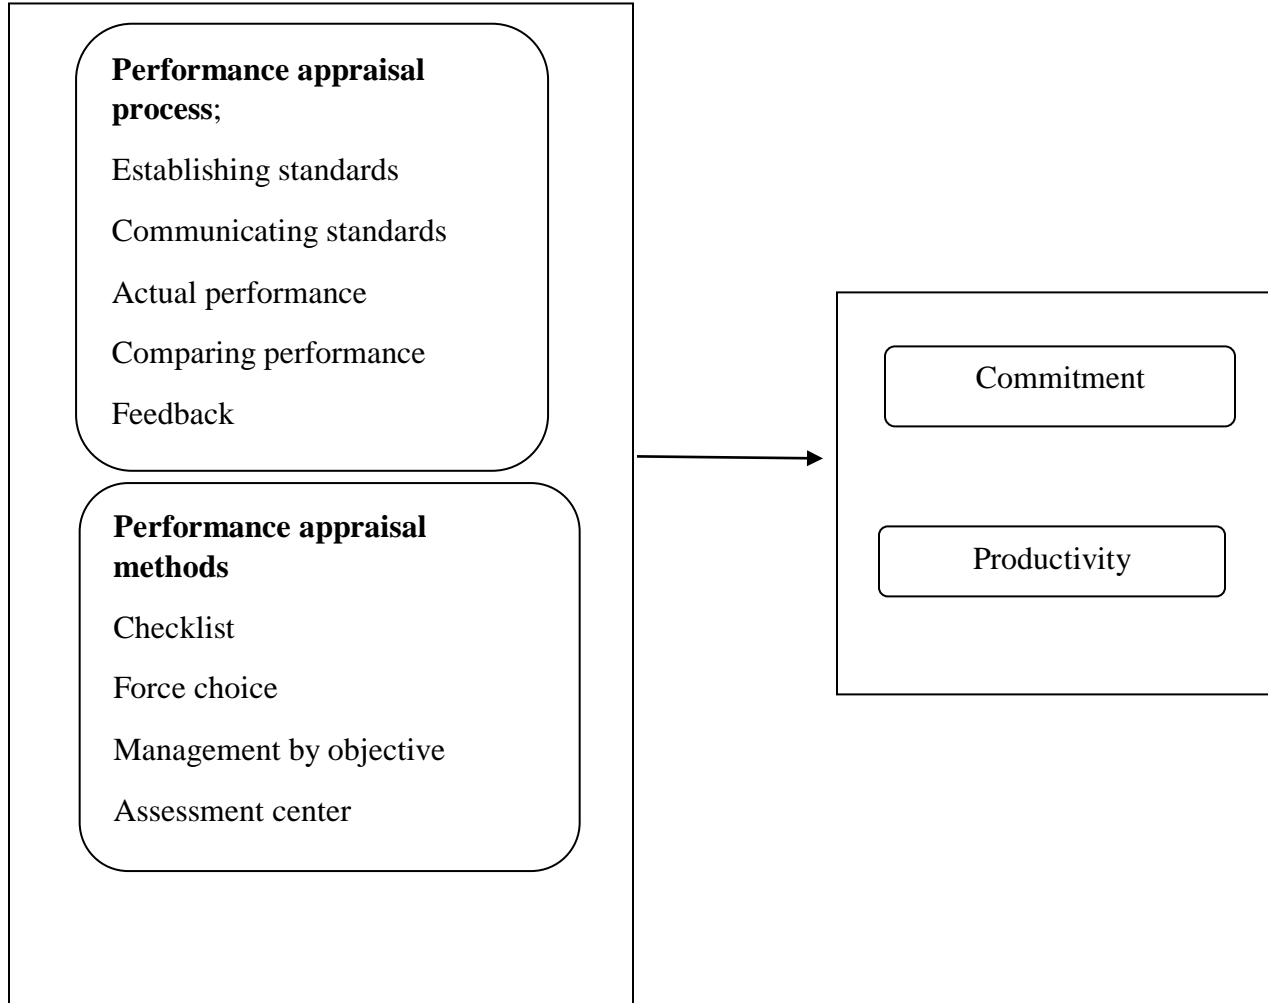 Performance appraisal
process;
Establishing standards
Communicating standards
Actual performance
Comparing performance
Feedback
Performance appraisal
methods
Checklist
Force choice
Management by objective
Assessment center
Commitment
Productivity